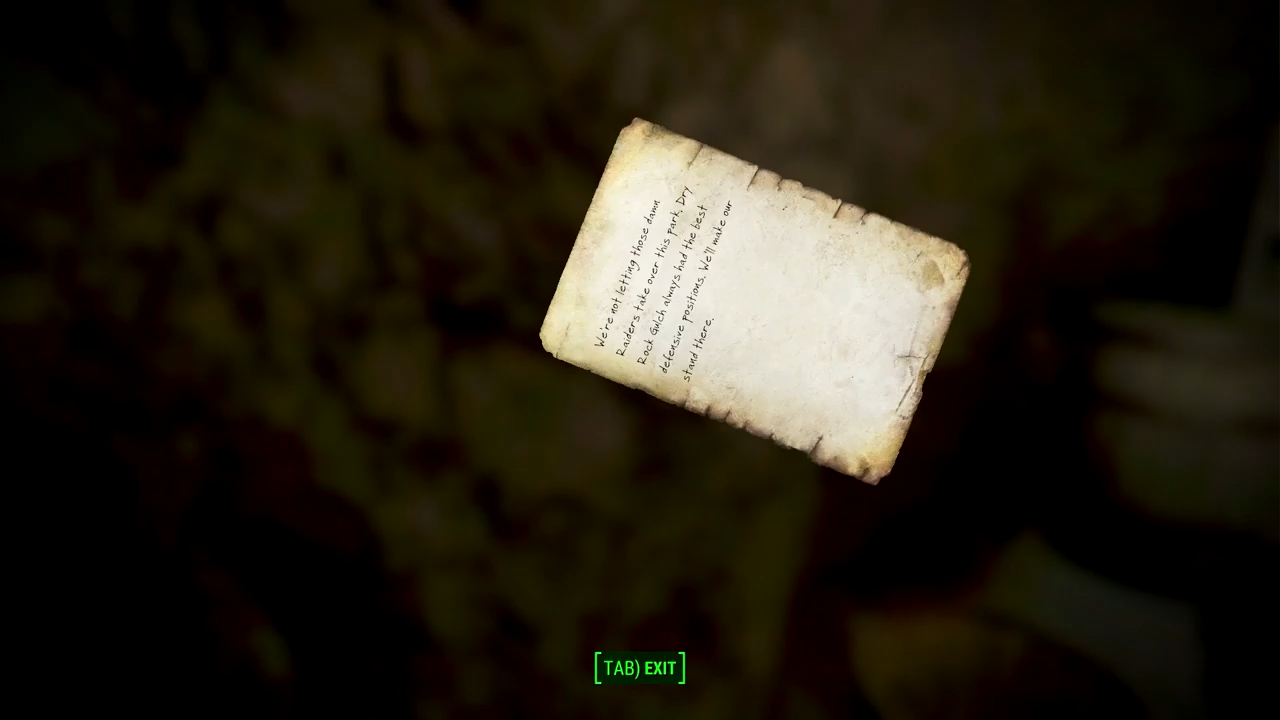 We're not letting those damn
Raiders take over this park. Dry
Rock Gulch always had the best
defensive positions. We'll make our
stand there.
[TAB) EXIT]